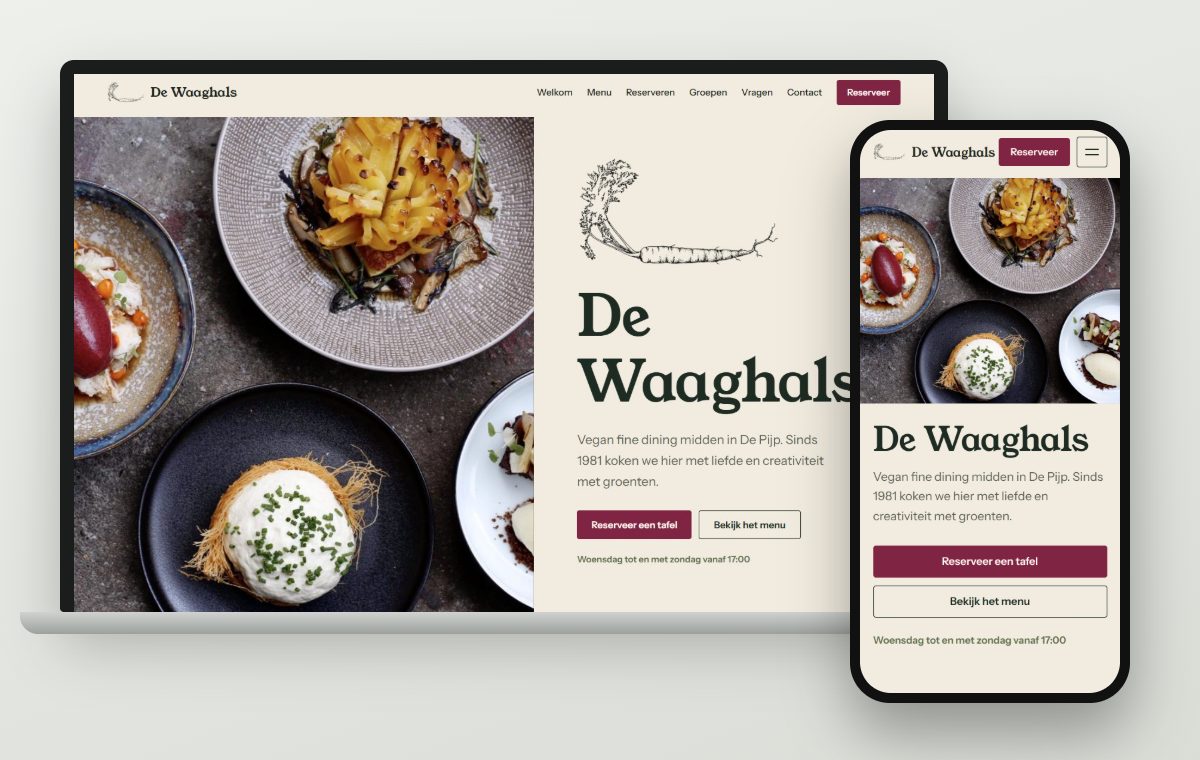 De Waaghals
Welkom Menu Reserveren Groepen Vragen Contact Reserveer
De
Waaghals
Vegan fine dining midden in De Pijp. Sinds
1981 koken we hier met liefde en creativiteit
met groenten.
Reserveer een tafel Bekijk het menu
Woensdag tot en met zondag vanaf 17:00
De Waaghals Reserveer
De Waaghals
Vegan fine dining midden in De Pijp. Sinds
1981 koken we hier met liefde en
creativiteit met groenten.
Reserveer een tafel
Bekijk het menu
Woensdag tot en met zondag vanaf 17:00